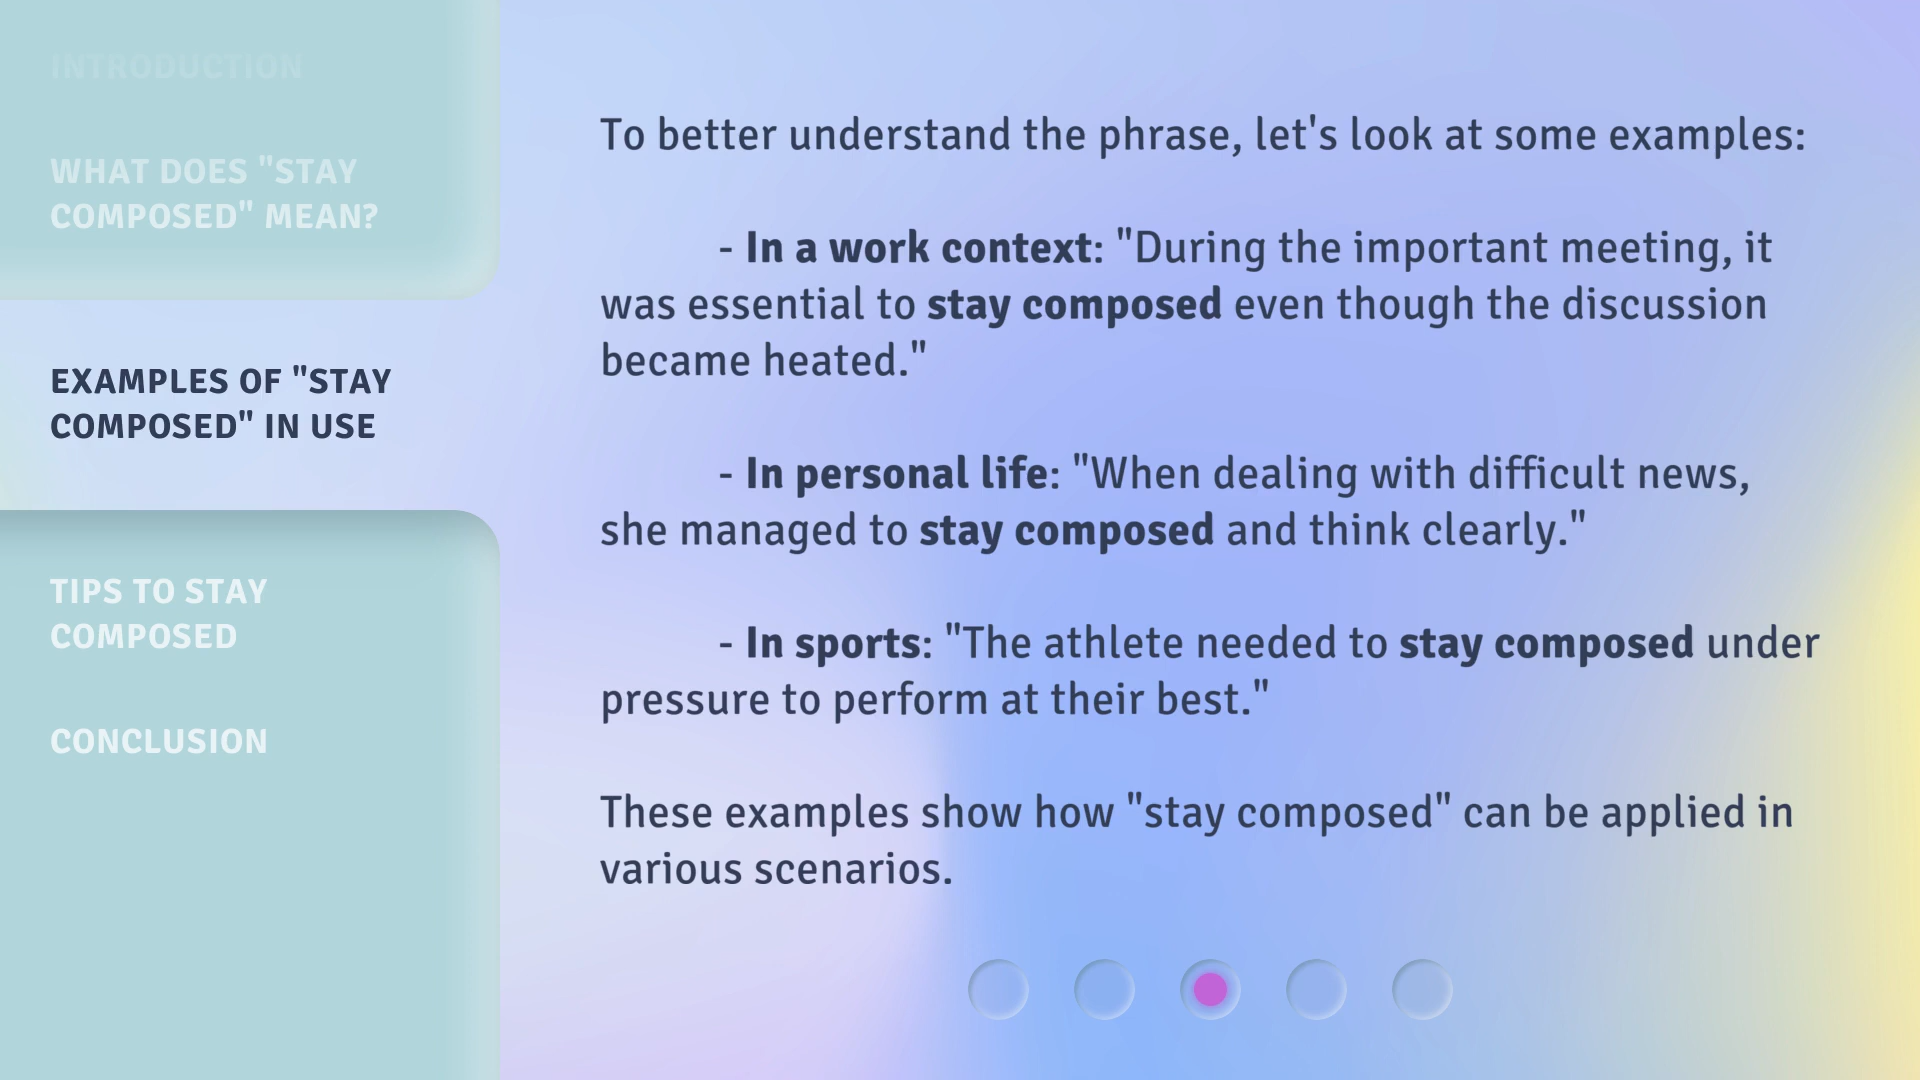 INTRODUCTION
WHAT DOES "STAY
COMPOSED" MEAN?
EXAMPLES OF "STAY
COMPOSED" IN USE
TIPS TO STAY
COMPOSED
CONCLUSION
To better understand the phrase, let's look at some examples:
- In a work context: "During the important meeting, it
was essential to stay composed even though the discussion
became heated."
- In personal life: "When dealing with difficult news,
she managed to stay composed and think clearly."
- In sports: "The athlete needed to stay composed under
pressure to perform at their best."
These examples show how "stay composed" can be applied in
various scenarios.